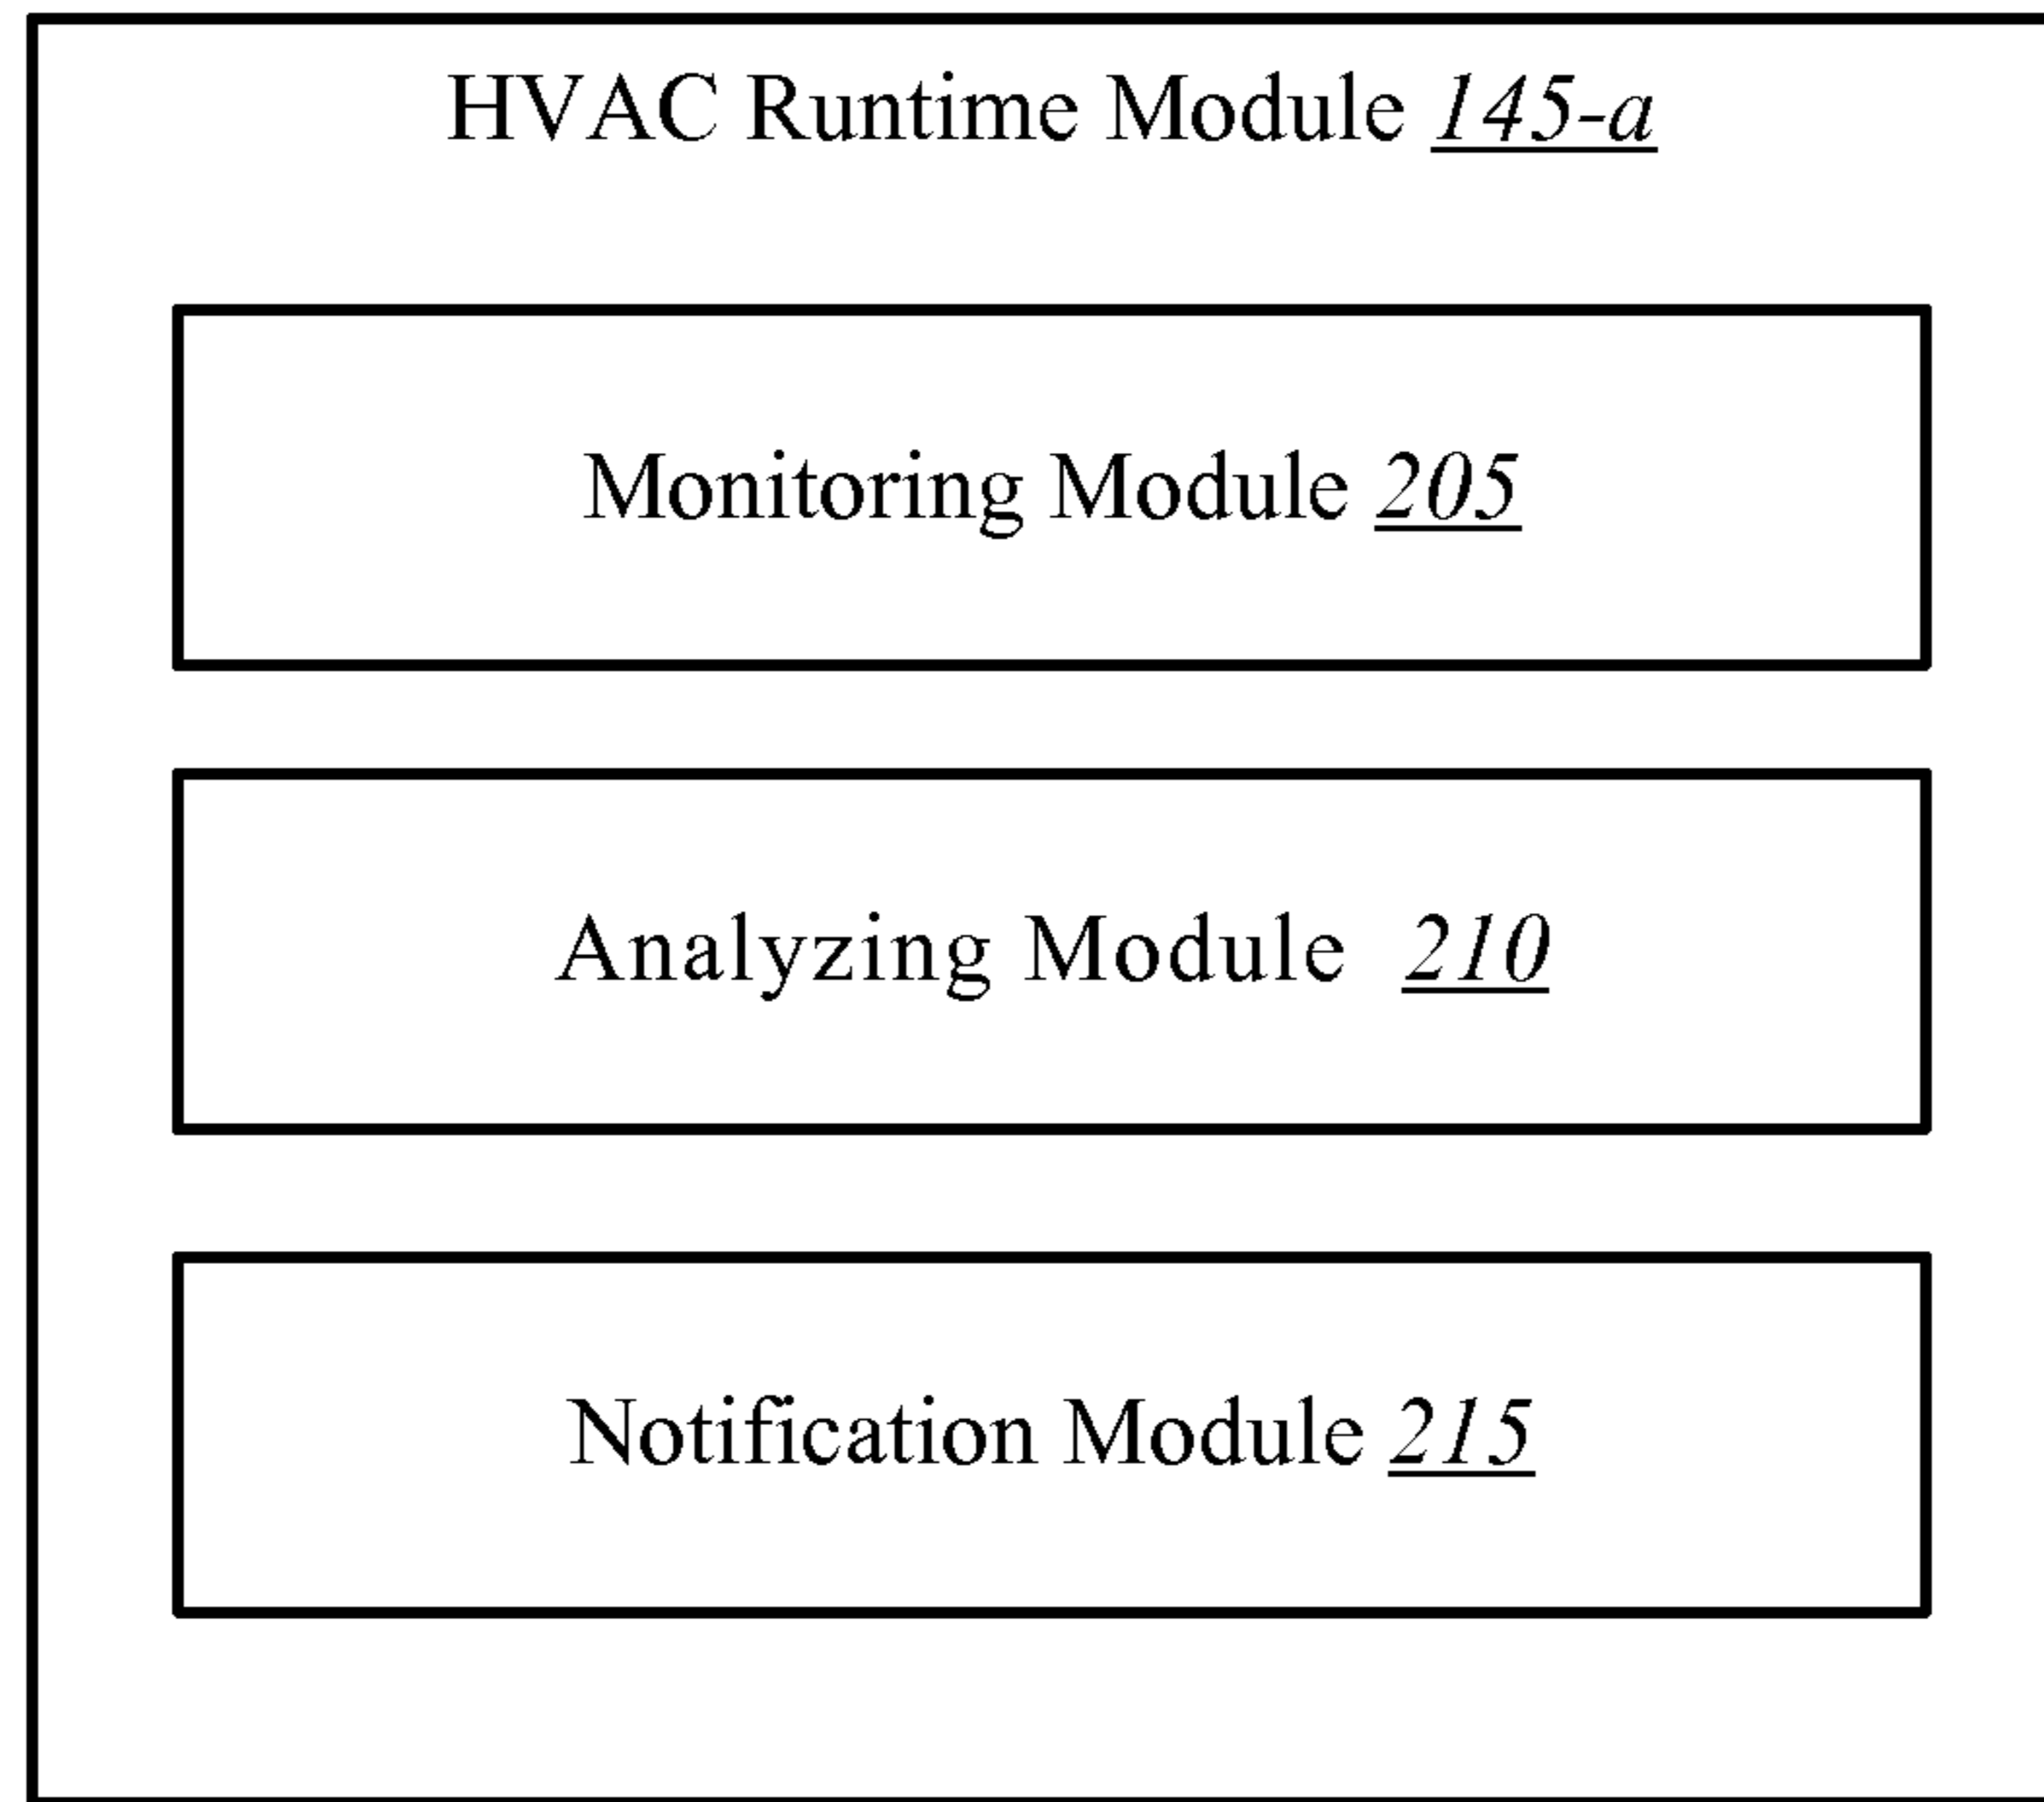 HVAC Runtime Module 145-a
Monitoring Module 205
Analyzing Module 210
Notification Module 215